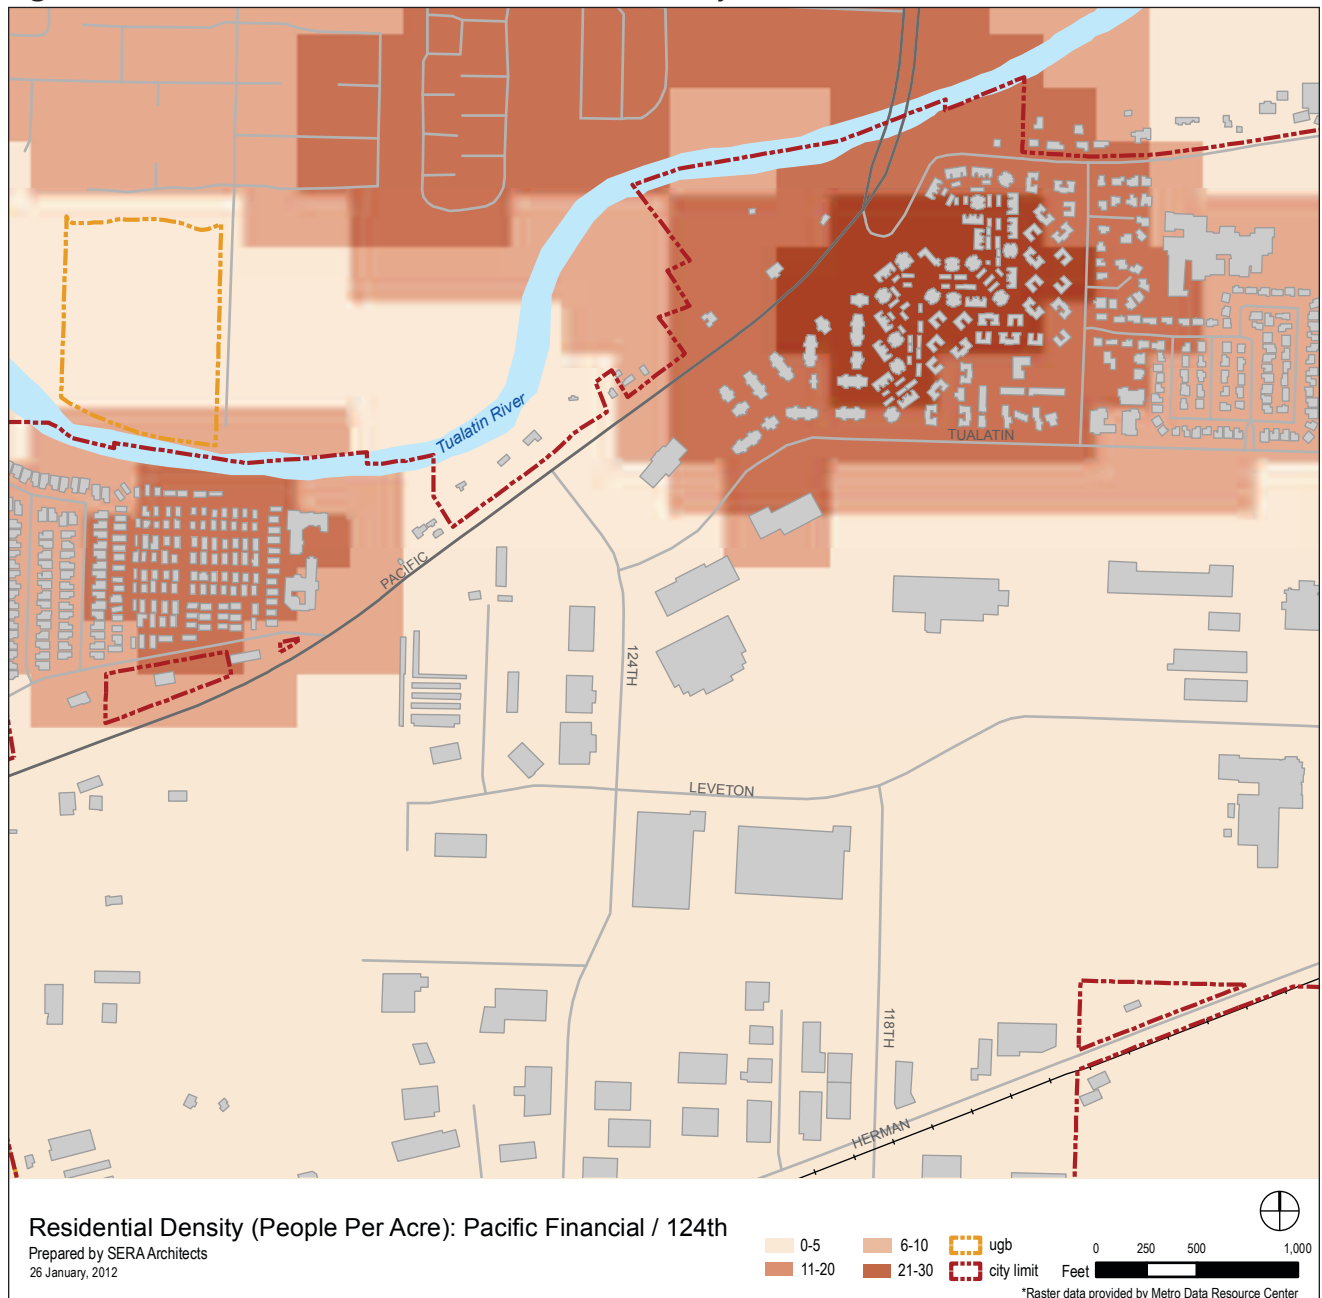 Tualatin River
TUALATIN
PACIFIC
124TH
LEVETON
118TH
HERMAN
Residential Density (People Per Acre): Pacific Financial / 124th
Prepared by SERA Architects
26 January, 2012
0-5
6-10
11-20
21-30
ugb
city limit
0 250 500 1,000
Feet
*Raster data provided by Metro Data Resource Center